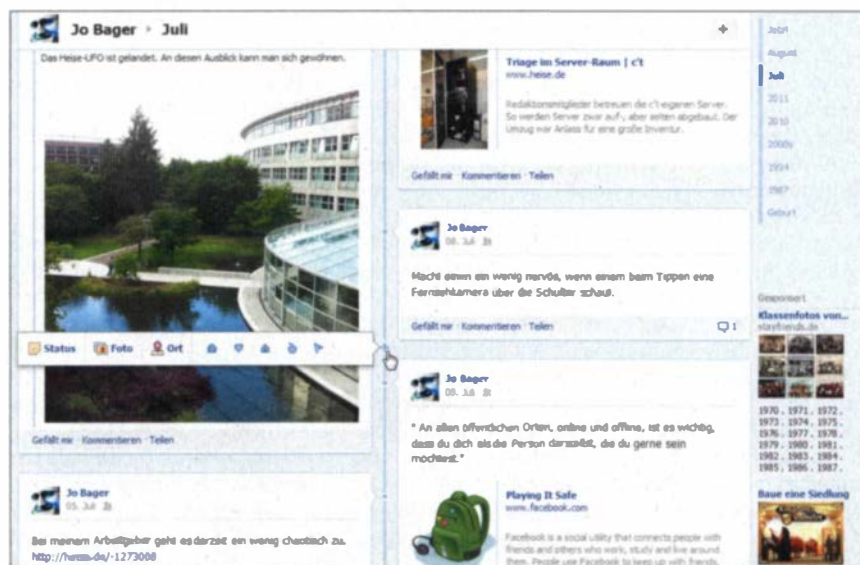 Jo Bager › Juli
Das Heise-UFO ist gelandet. An diesen Ausblick kann man sich gewöhnen.
Status Foto Ort
Gefällt mir · Kommentieren · Teilen
Jo Bager
05. Juli
Bei meinem Arbeitgeber geht es derzeit ein wenig chaotisch zu.
http://heise.de/-1273008
Triage im Server-Raum | c't
www.heise.de
Redaktionsmitglieder betreuen die c't-eigenen Server.
So werden Server zwar auf-, aber selten abgebaut. Der
Umzug war Anlass für eine große Inventur.
Gefällt mir · Kommentieren · Teilen
Jo Bager
08. Juli
Macht einen ein wenig nervös, wenn einem beim Tippen eine
Fernsehkamera über die Schulter schaut.
Gefällt mir · Kommentieren · Teilen
1
Jo Bager
05. Juli
" An allen öffentlichen Orten, online und offline, ist es wichtig,
dass du dich als die Person darstellst, die du gerne sein
möchtest."
Playing It Safe
www.facebook.com
Facebook is a social utility that connects people with
friends and others who work, study and live around
them. People use Facebook to keep up with friends,
Jetzt
August
Juli
2011
2010
2000s
1994
1987
Geburt
Gesponsert
Klassenfotos von...
stayfriends.de
1970 . 1971 . 1972 .
1973 . 1974 . 1975 .
1976 . 1977 . 1978 .
1979 . 1980 . 1981 .
1982 . 1983 . 1984 .
1985 . 1986 . 1987 .
Baue eine Siedlung